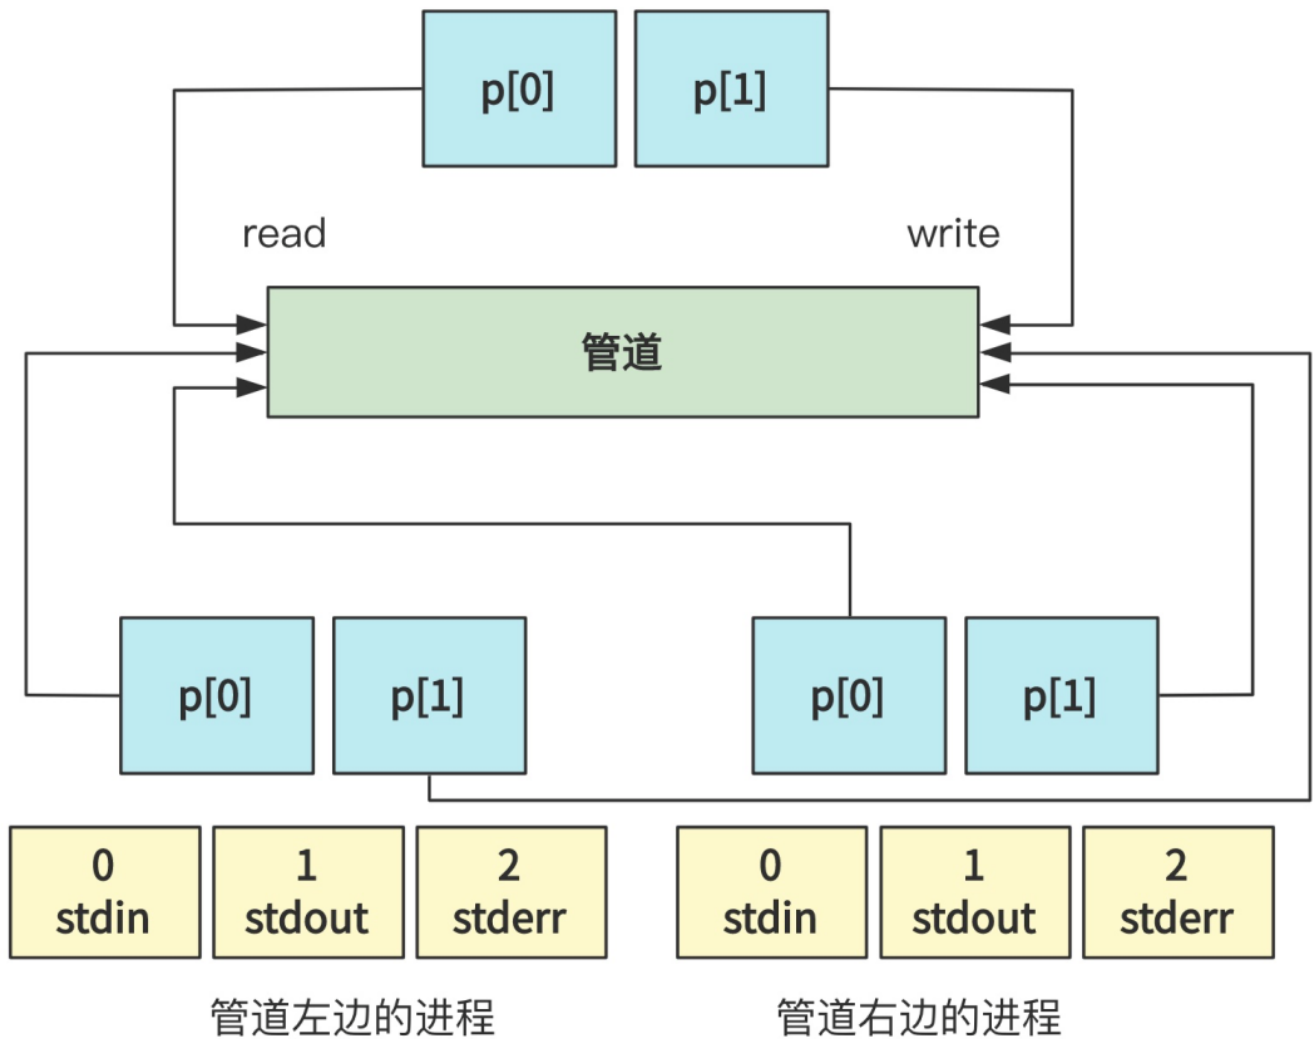 p[0]
p[1]
read
write
管道
p[0]
p[1]
p[0]
p[1]
0
stdin
1
stdout
2
stderr
0
stdin
1
stdout
2
stderr
管道左边的进程
管道右边的进程